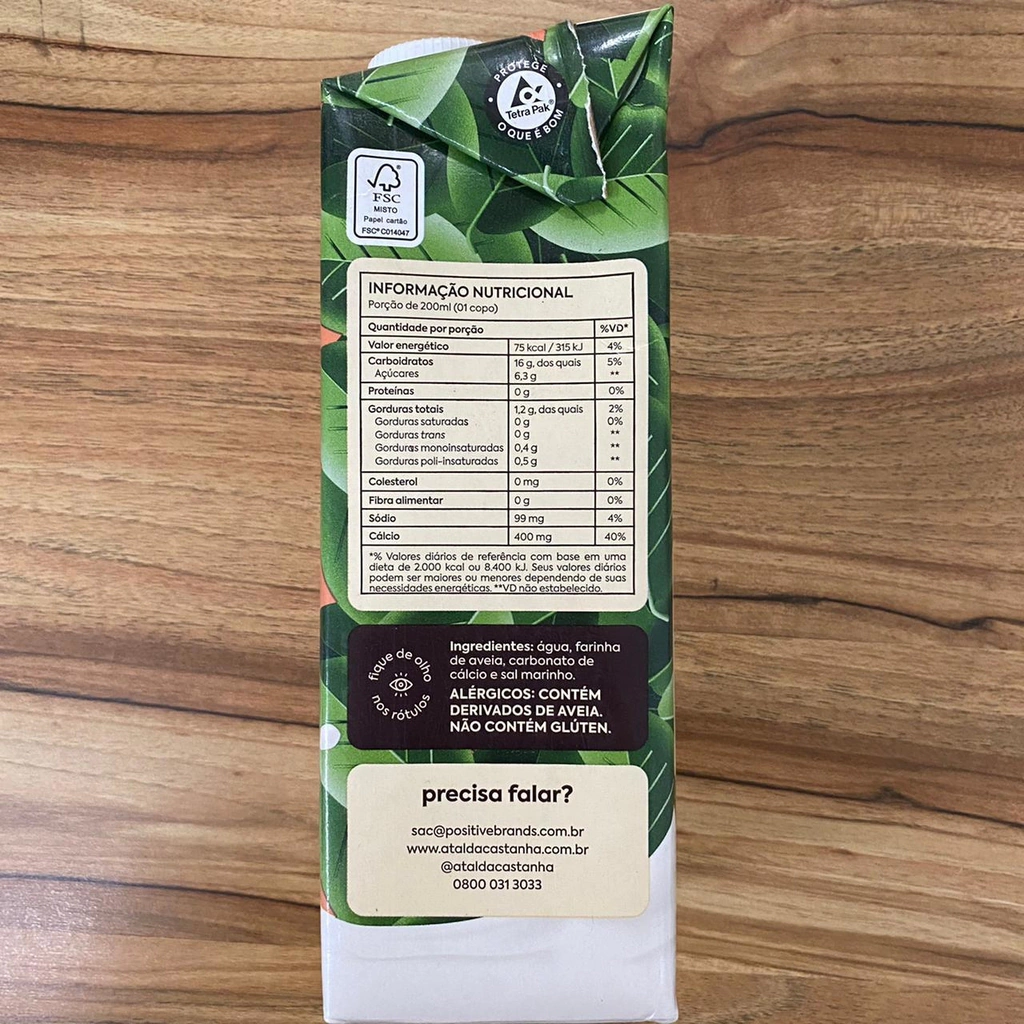 PROTEGE
Tetra Pak®
O QUE É BOM
FSC
MISTO
Papel cartão
FSC® C014047
INFORMAÇÃO NUTRICIONAL
Porção de 200ml (01 copo)
Quantidade por porção %VD*
Valor energético 75 kcal / 315 kJ 4%
Carboidratos 16 g, dos quais 5%
Açúcares 6,3 g **
Proteínas 0 g 0%
Gorduras totais 1,2 g, das quais 2%
Gorduras saturadas 0 g 0%
Gorduras trans 0 g **
Gorduras monoinsaturadas 0,4 g **
Gorduras poli-insaturadas 0,5 g **
Colesterol 0 mg 0%
Fibra alimentar 0 g 0%
Sódio 99 mg 4%
Cálcio 400 mg 40%
*% Valores diários de referência com base em uma
dieta de 2.000 kcal ou 8.400 kJ. Seus valores diários
podem ser maiores ou menores dependendo de suas
necessidades energéticas. **VD não estabelecido.
fique de olho
nos rótulos
Ingredientes: água, farinha
de aveia, carbonato de
cálcio e sal marinho.
ALÉRGICOS: CONTÉM
DERIVADOS DE AVEIA.
NÃO CONTÉM GLÚTEN.
precisa falar?
sac@positivebrands.com.br
www.ataldacastanha.com.br
@ataldacastanha
0800 031 3033